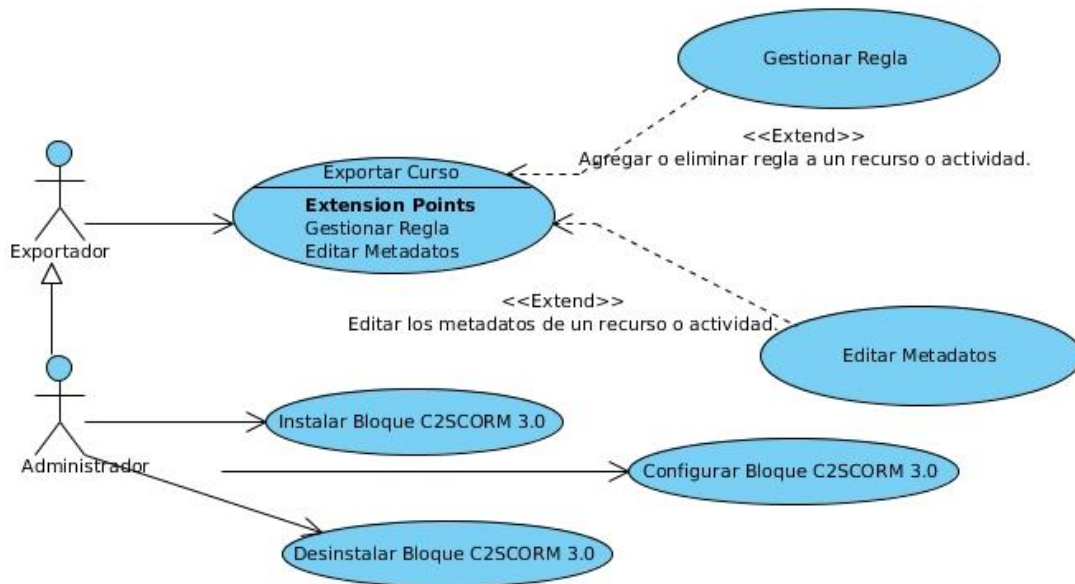 Gestionar Regla
<<Extend>>
Agregar o eliminar regla a un recurso o actividad.
Exportar Curso
Extension Points
Gestionar Regla
Editar Metadatos
Exportador
<<Extend>>
Editar los metadatos de un recurso o actividad.
Editar Metadatos
Instalar Bloque C2SCORM 3.0
Administrador
Configurar Bloque C2SCORM 3.0
Desinstalar Bloque C2SCORM 3.0